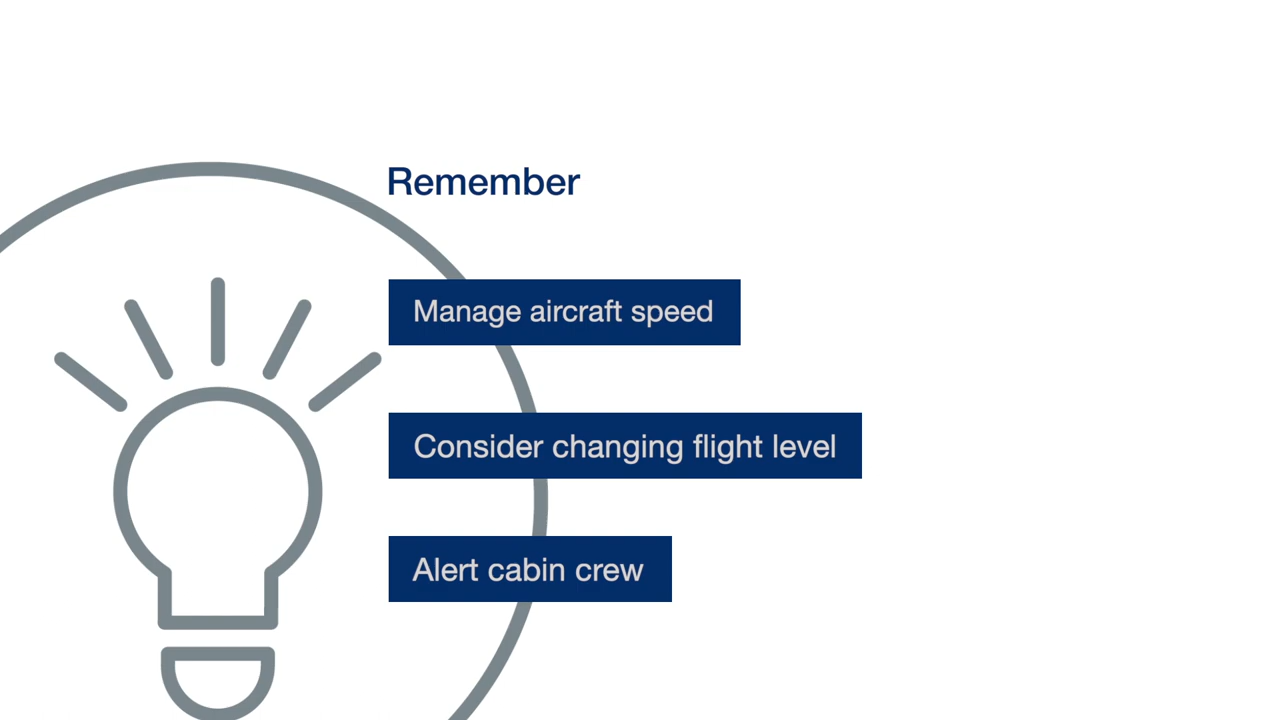 Remember
Manage aircraft speed
Consider changing flight level
Alert cabin crew